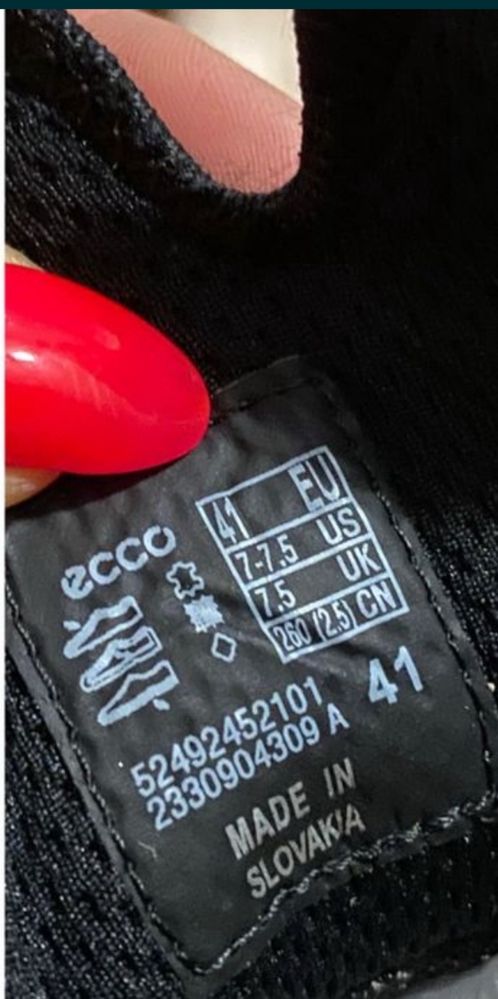 ecco
41 EU
7-7.5 US
7.5 UK
260 (2.5) CN
41
52492452101
2330904309 A
MADE IN
SLOVAKIA